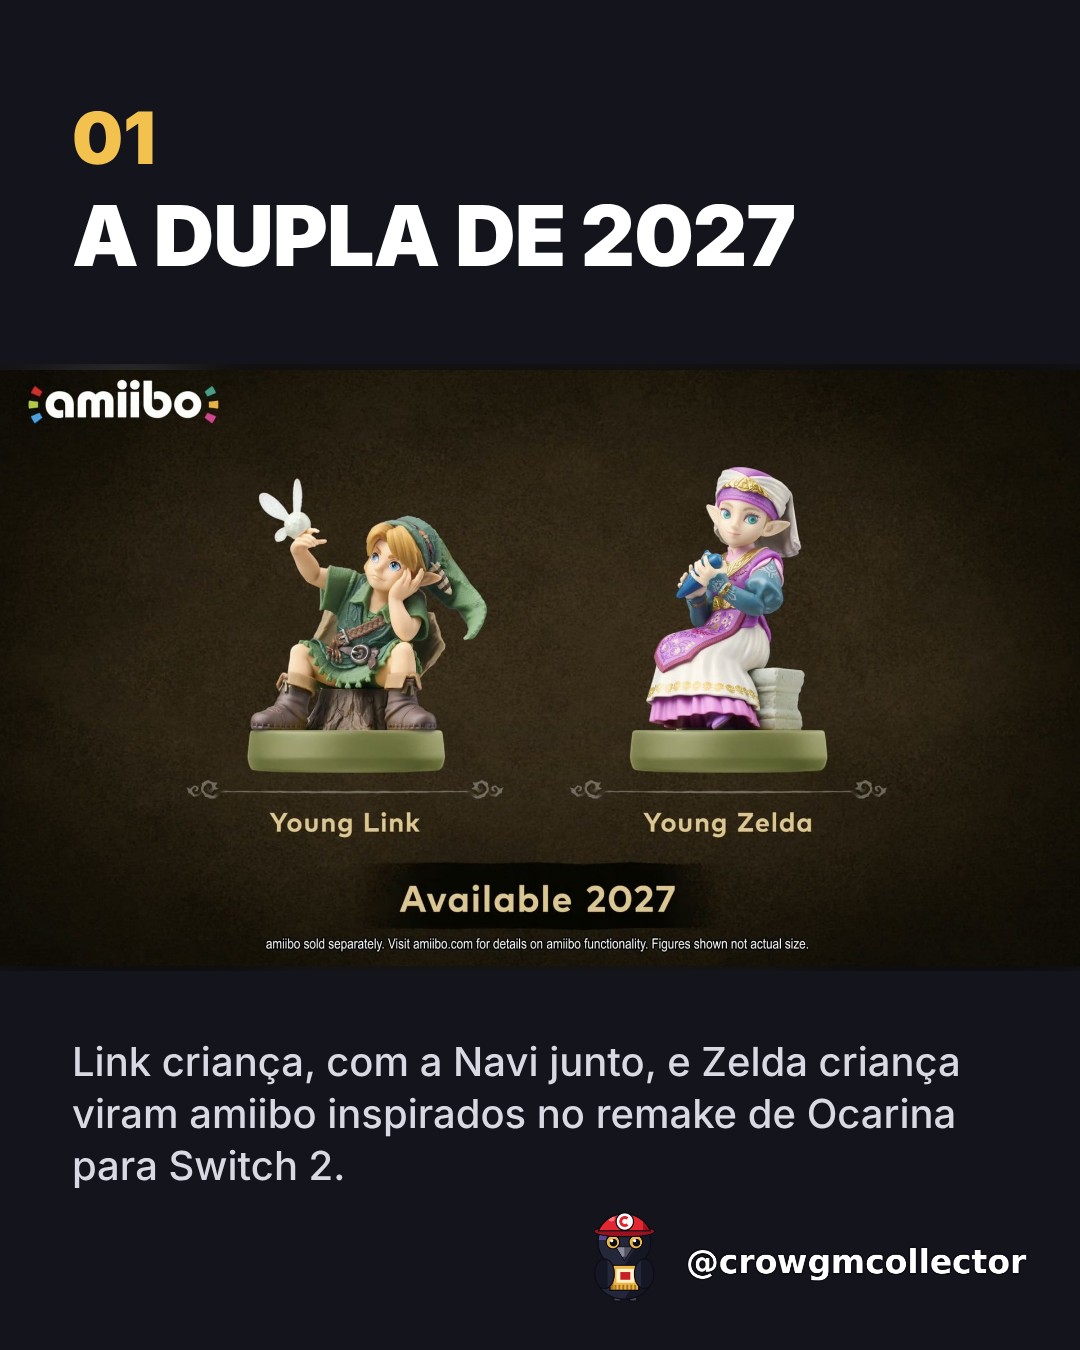 01
A DUPLA DE 2027
amiibo
Young Link
Young Zelda
Available 2027
amiibo sold separately. Visit amiibo.com for details on amiibo functionality. Figures shown not actual size.
Link criança, com a Navi junto, e Zelda criança
viram amiibo inspirados no remake de Ocarina
para Switch 2.
C
@crowgmcollector